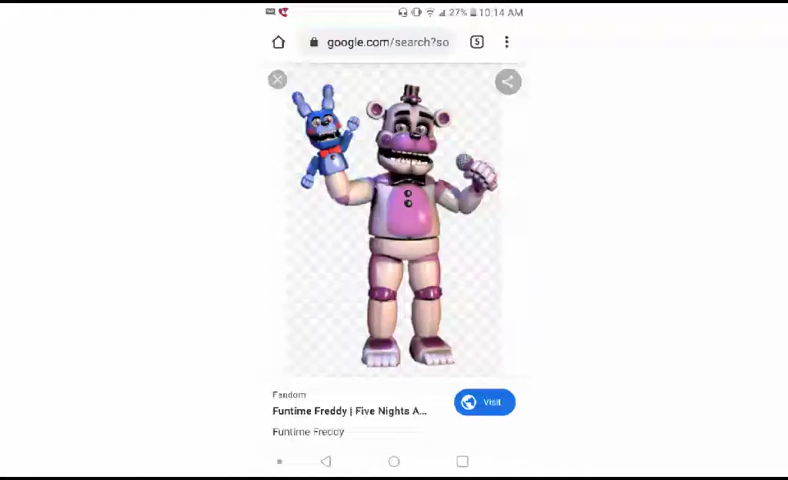 27% 10:14 AM
google.com/search?so
5
Fandom
Funtime Freddy | Five Nights A...
Visit
Funtime Freddy